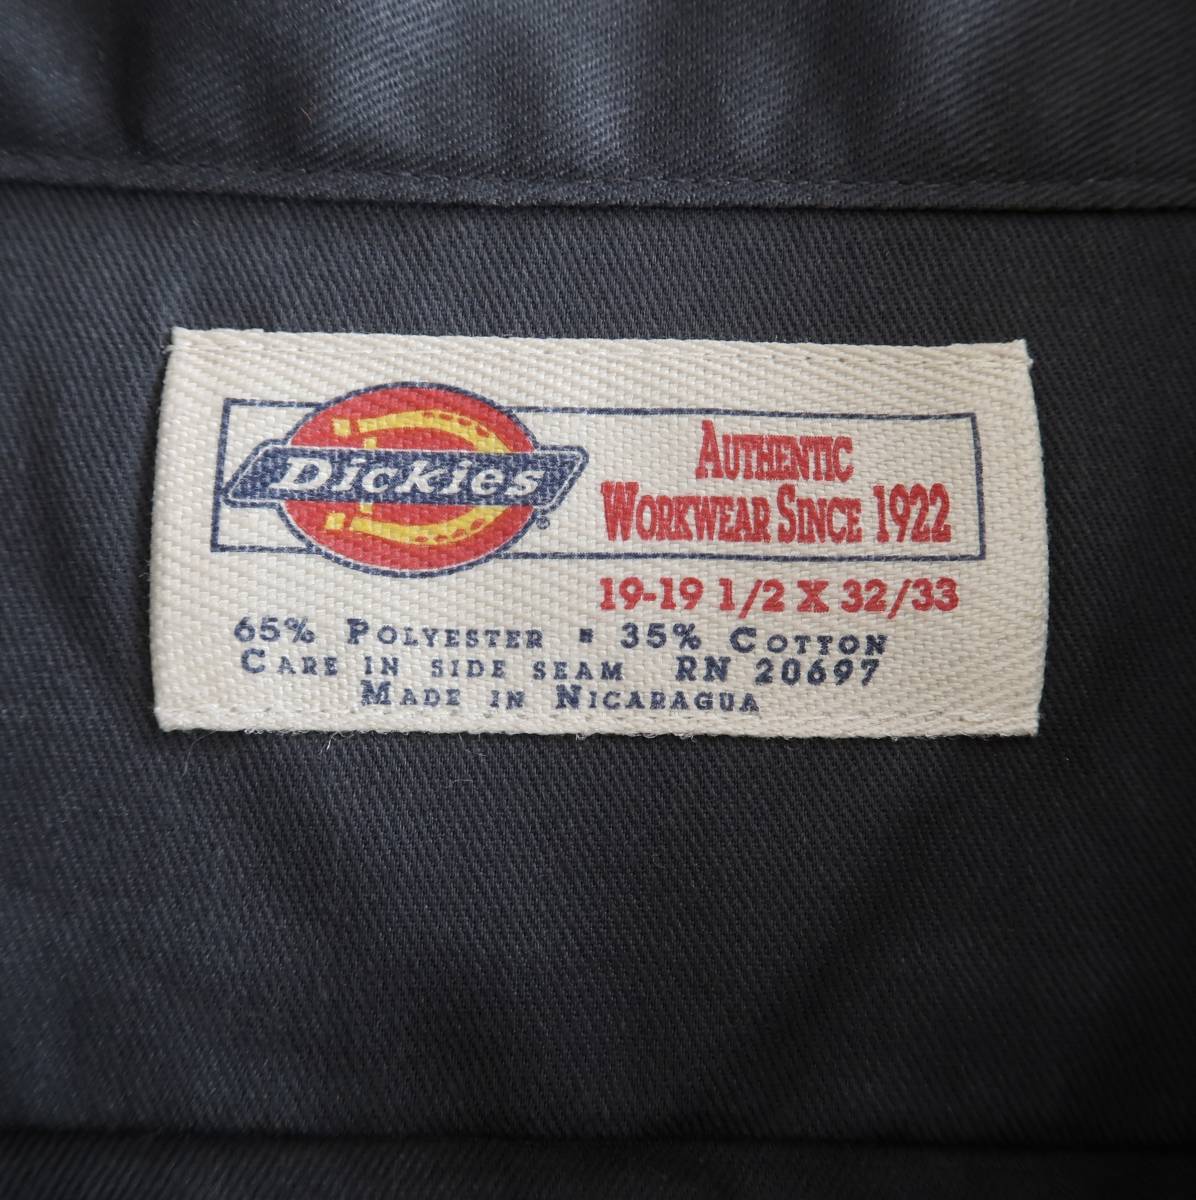 Dickies®
AUTHENTIC
WORKWEAR SINCE 1922
19-19 1/2 X 32/33
65% POLYESTER ▪ 35% COTTON
CARE IN SIDE SEAM RN 20697
MADE IN NICARAGUA